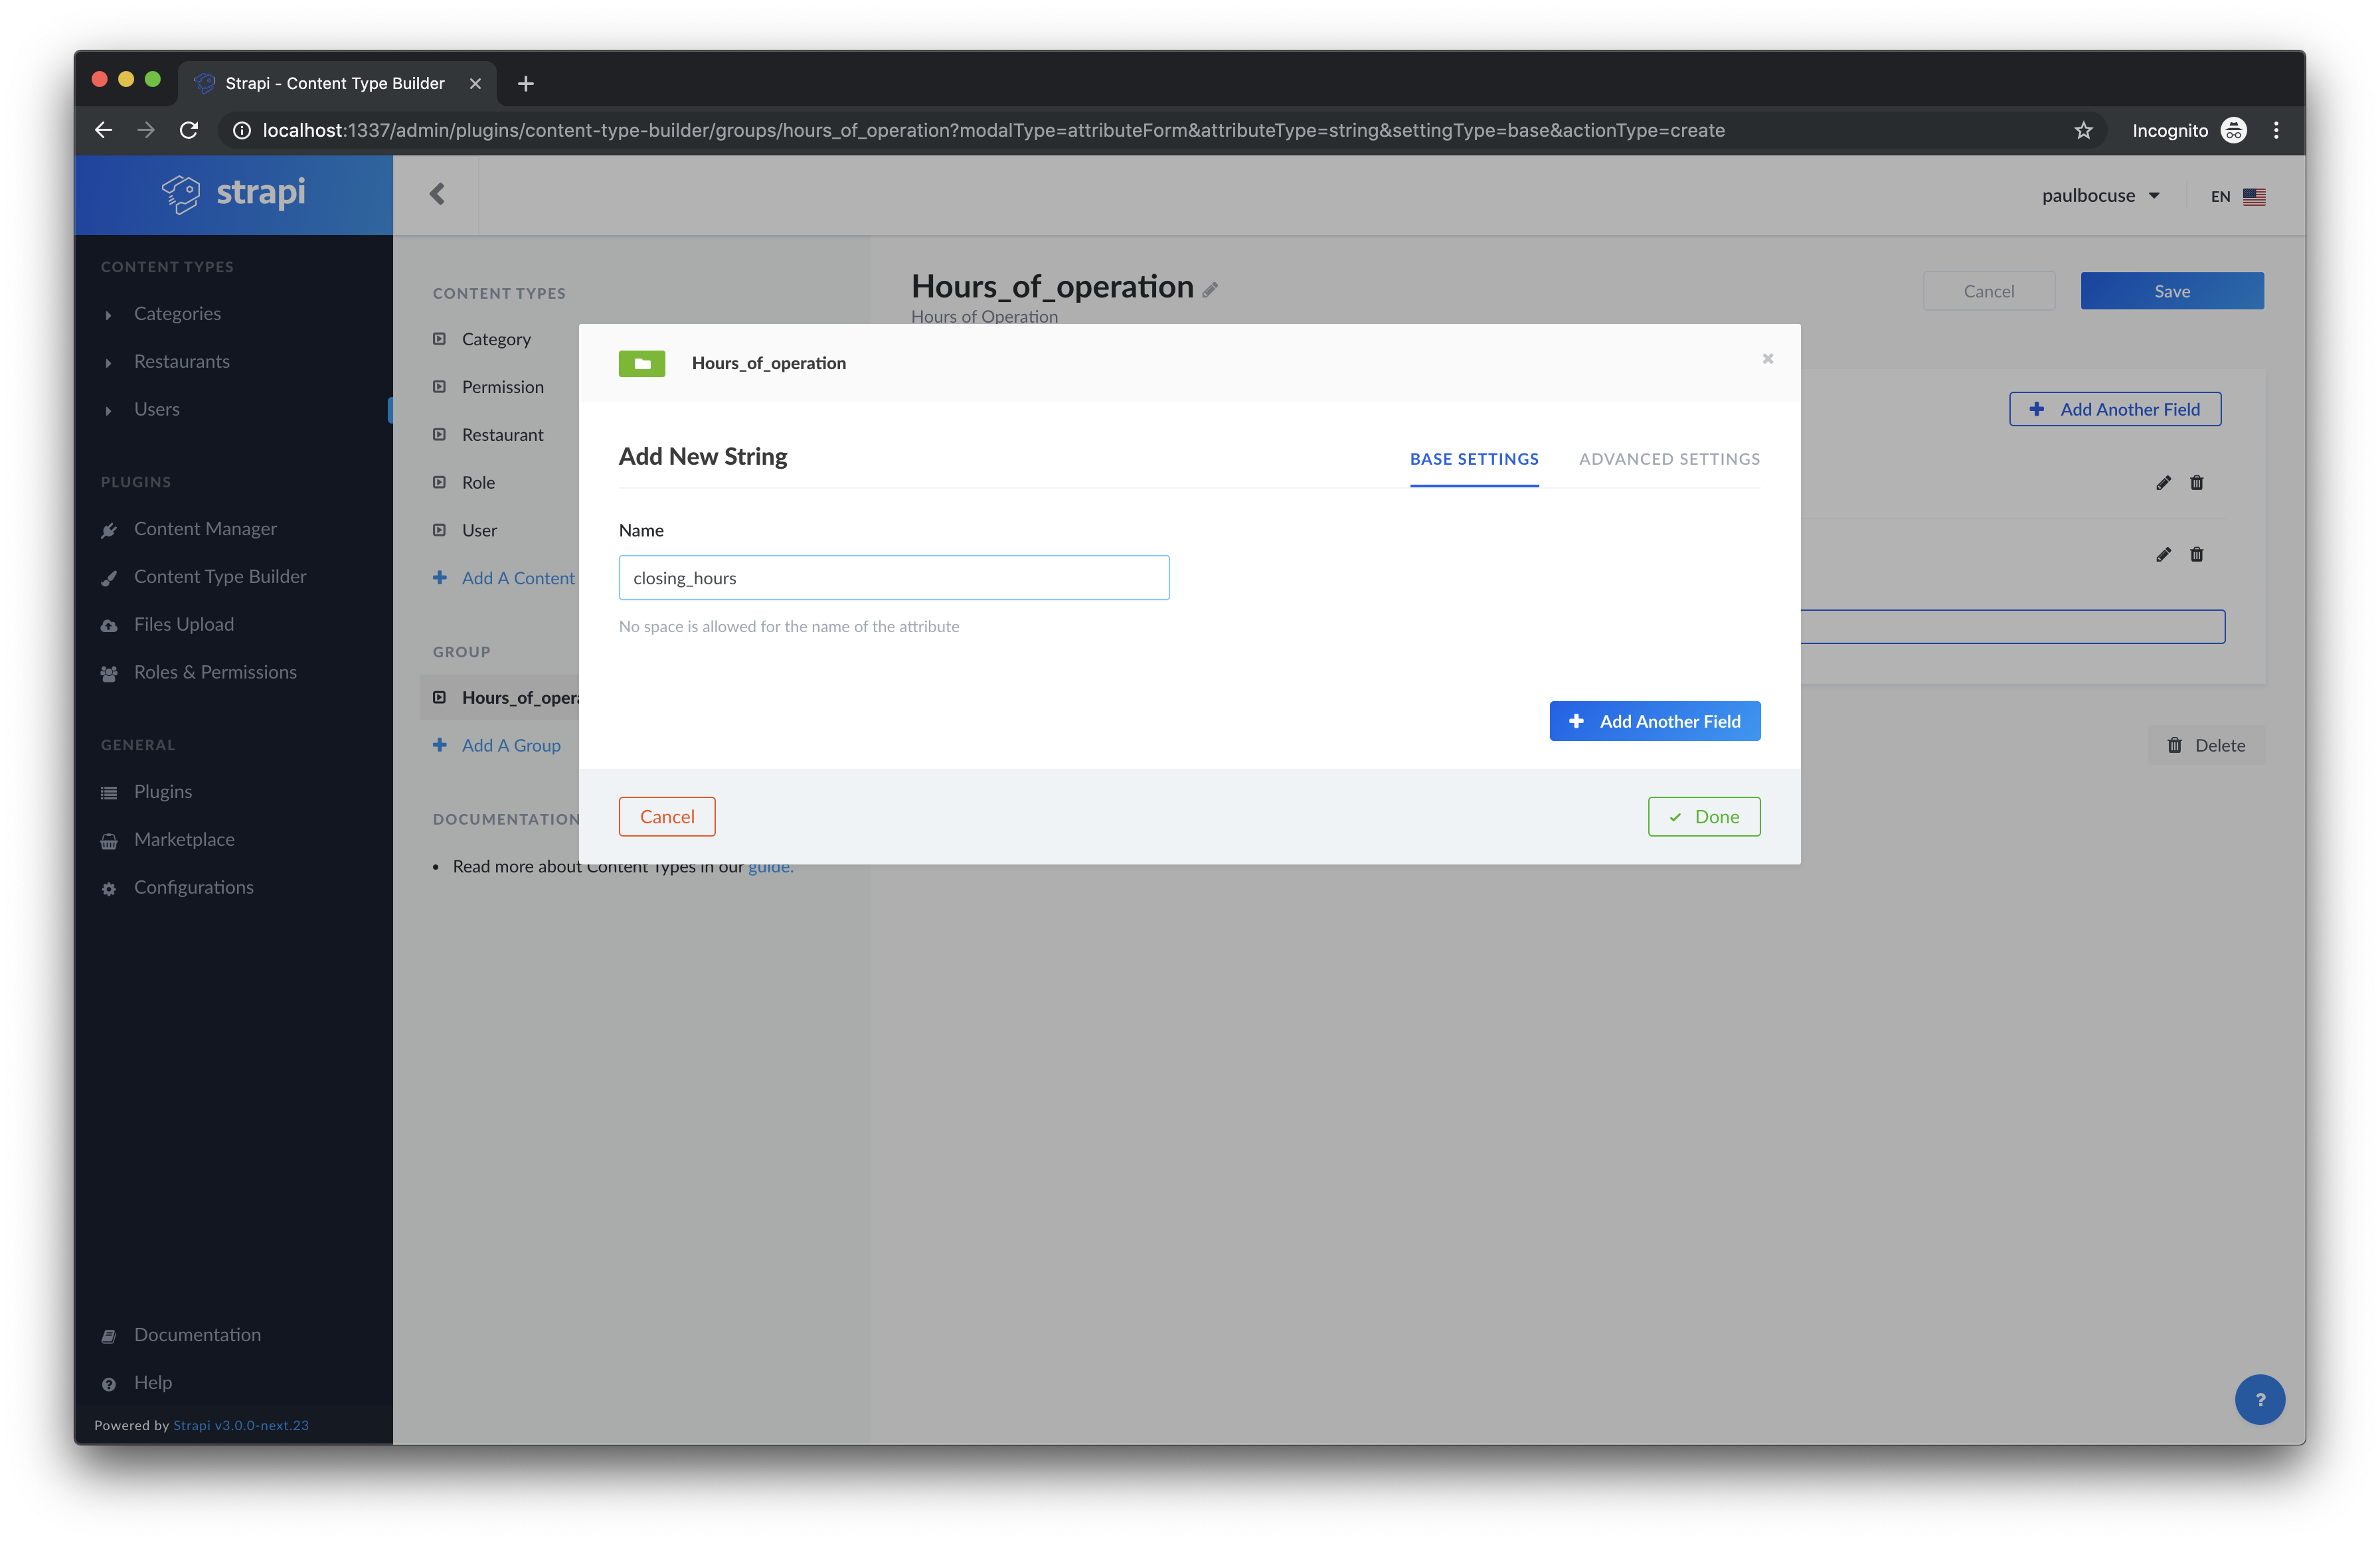 Strapi - Content Type Builder
localhost:1337/admin/plugins/content-type-builder/groups/hours_of_operation?modalType=attributeForm&attributeType=string&settingType=base&actionType=create
Incognito
strapi
paulbocuse
EN
CONTENT TYPES
Categories
Restaurants
Users
PLUGINS
Content Manager
Content Type Builder
Files Upload
Roles & Permissions
GENERAL
Plugins
Marketplace
Configurations
Documentation
Help
Powered by Strapi v3.0.0-next.23
CONTENT TYPES
Category
Permission
Restaurant
Role
User
Add A Content
GROUP
Hours_of_opera
Add A Group
DOCUMENTATION
Read more about Content Types in our guide.
Hours_of_operation
Hours of Operation
Cancel
Save
Add Another Field
Delete
Hours_of_operation
Add New String
BASE SETTINGS
ADVANCED SETTINGS
Name
closing_hours
No space is allowed for the name of the attribute
Add Another Field
Cancel
Done
?